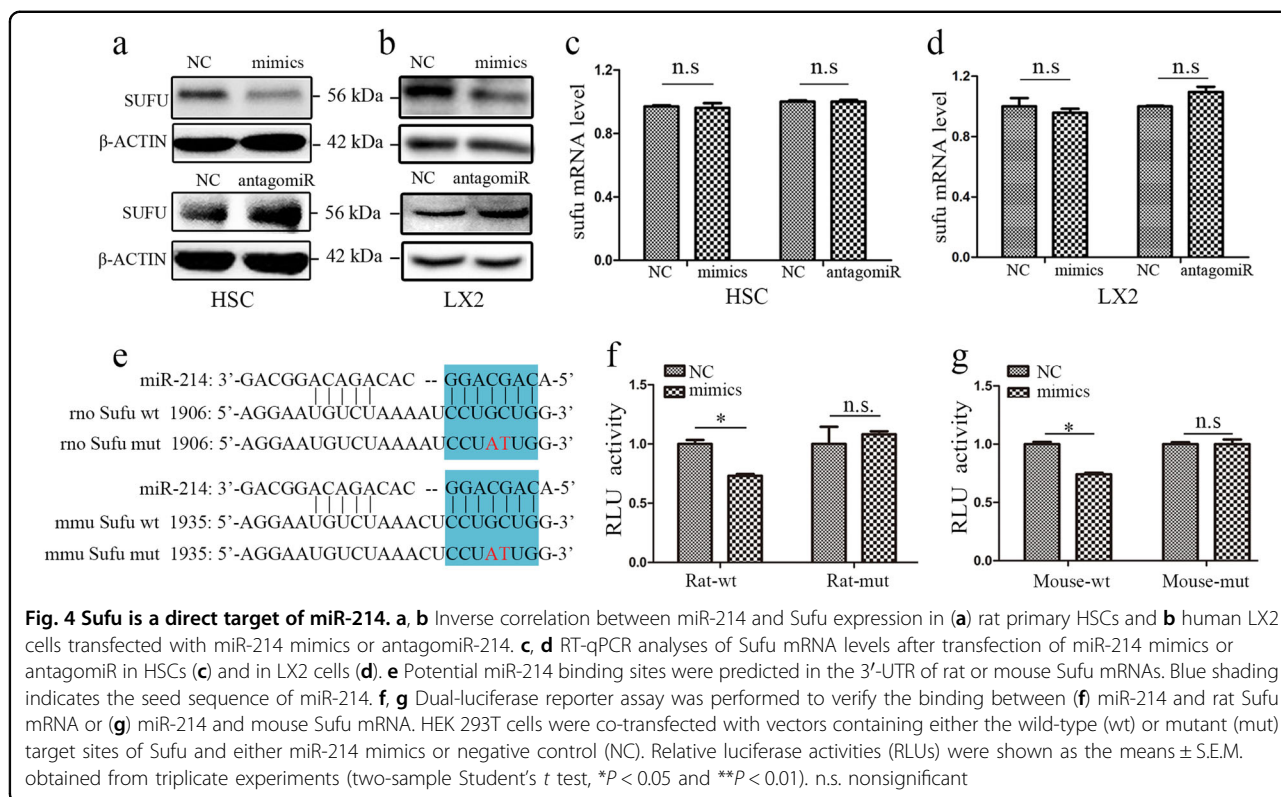 a
NC mimics
SUFU
56 kDa
β-ACTIN
42 kDa
NC antagomiR
SUFU
56 kDa
β-ACTIN
42 kDa
HSC
b
NC mimics
NC antagomiR
LX2
c
n.s n.s
sufu mRNA level
1.2
0.8
0.4
0.0
NC mimics NC antagomiR
HSC
d
n.s n.s
sufu mRNA level
1.2
0.8
0.4
0.0
NC mimics NC antagomiR
LX2
e
miR-214: 3’-GACGGACAGACAC -- GGACGACA-5’
rno Sufu wt 1906: 5’-AGGAAUGUCUAAAAUCCUGCUGG-3’
rno Sufu mut 1906: 5’-AGGAAUGUCUAAAAUCCUATUGG-3’
miR-214: 3’-GACGGACAGACAC -- GGACGACA-5’
mmu Sufu wt 1935: 5’-AGGAAUGUCUAAACUCCUGCUGG-3’
mmu Sufu mut 1935: 5’-AGGAAUGUCUAAACUCCUATUGG-3’
f
NC
mimics
* n.s.
RLU activity
1.5
1.0
0.5
0.0
Rat-wt Rat-mut
g
NC
mimics
* n.s
RLU activity
1.5
1.0
0.5
0.0
Mouse-wt Mouse-mut
Fig. 4 Sufu is a direct target of miR-214. a, b Inverse correlation between miR-214 and Sufu expression in (a) rat primary HSCs and b human LX2
cells transfected with miR-214 mimics or antagomiR-214. c, d RT-qPCR analyses of Sufu mRNA levels after transfection of miR-214 mimics or
antagomiR in HSCs (c) and in LX2 cells (d). e Potential miR-214 binding sites were predicted in the 3′-UTR of rat or mouse Sufu mRNAs. Blue shading
indicates the seed sequence of miR-214. f, g Dual-luciferase reporter assay was performed to verify the binding between (f) miR-214 and rat Sufu
mRNA or (g) miR-214 and mouse Sufu mRNA. HEK 293T cells were co-transfected with vectors containing either the wild-type (wt) or mutant (mut)
target sites of Sufu and either miR-214 mimics or negative control (NC). Relative luciferase activities (RLUs) were shown as the means ± S.E.M.
obtained from triplicate experiments (two-sample Student’s t test, *P < 0.05 and **P < 0.01). n.s. nonsignificant